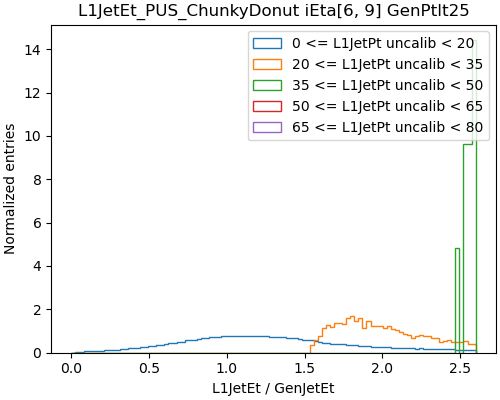 L1JetEt_PUS_ChunkyDonut iEta[6, 9] GenPtlt25
0 <= L1JetPt uncalib < 20
20 <= L1JetPt uncalib < 35
35 <= L1JetPt uncalib < 50
50 <= L1JetPt uncalib < 65
65 <= L1JetPt uncalib < 80
Normalized entries
14
12
10
8
6
4
2
0
0.0 0.5 1.0 1.5 2.0 2.5
L1JetEt / GenJetEt